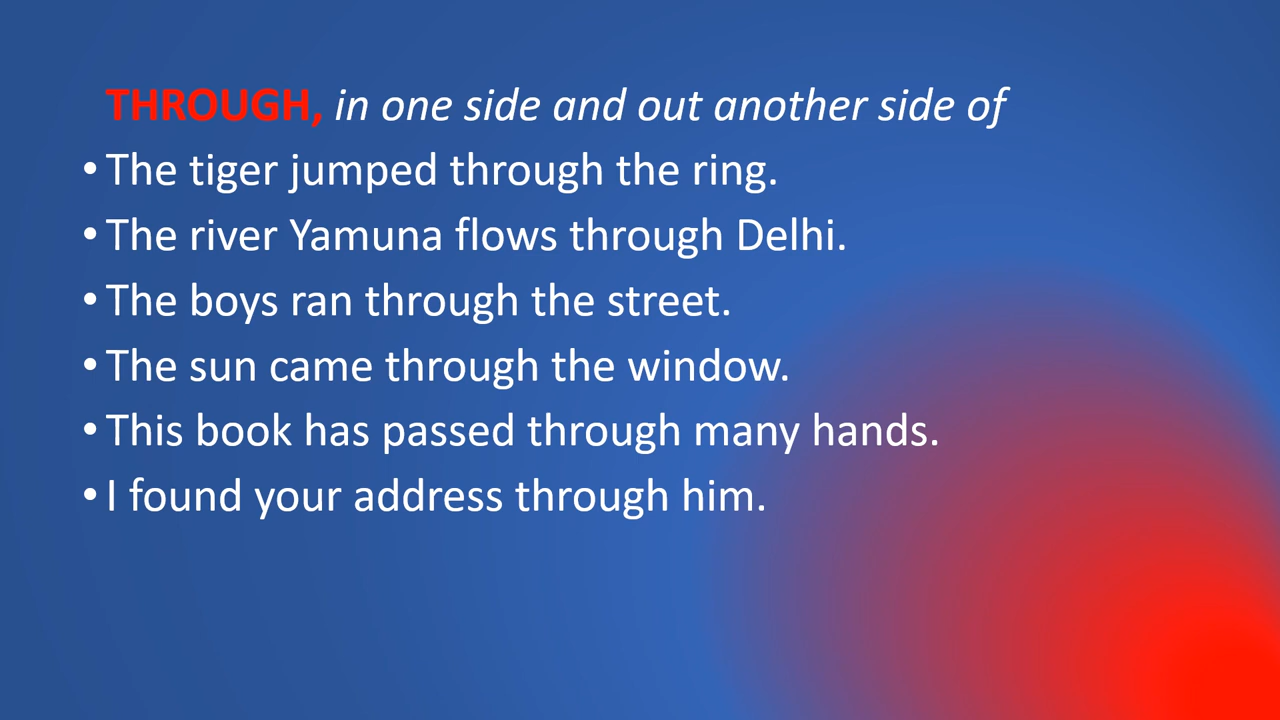 THROUGH, in one side and out another side of
•The tiger jumped through the ring.
•The river Yamuna flows through Delhi.
•The boys ran through the street.
•The sun came through the window.
•This book has passed through many hands.
•I found your address through him.